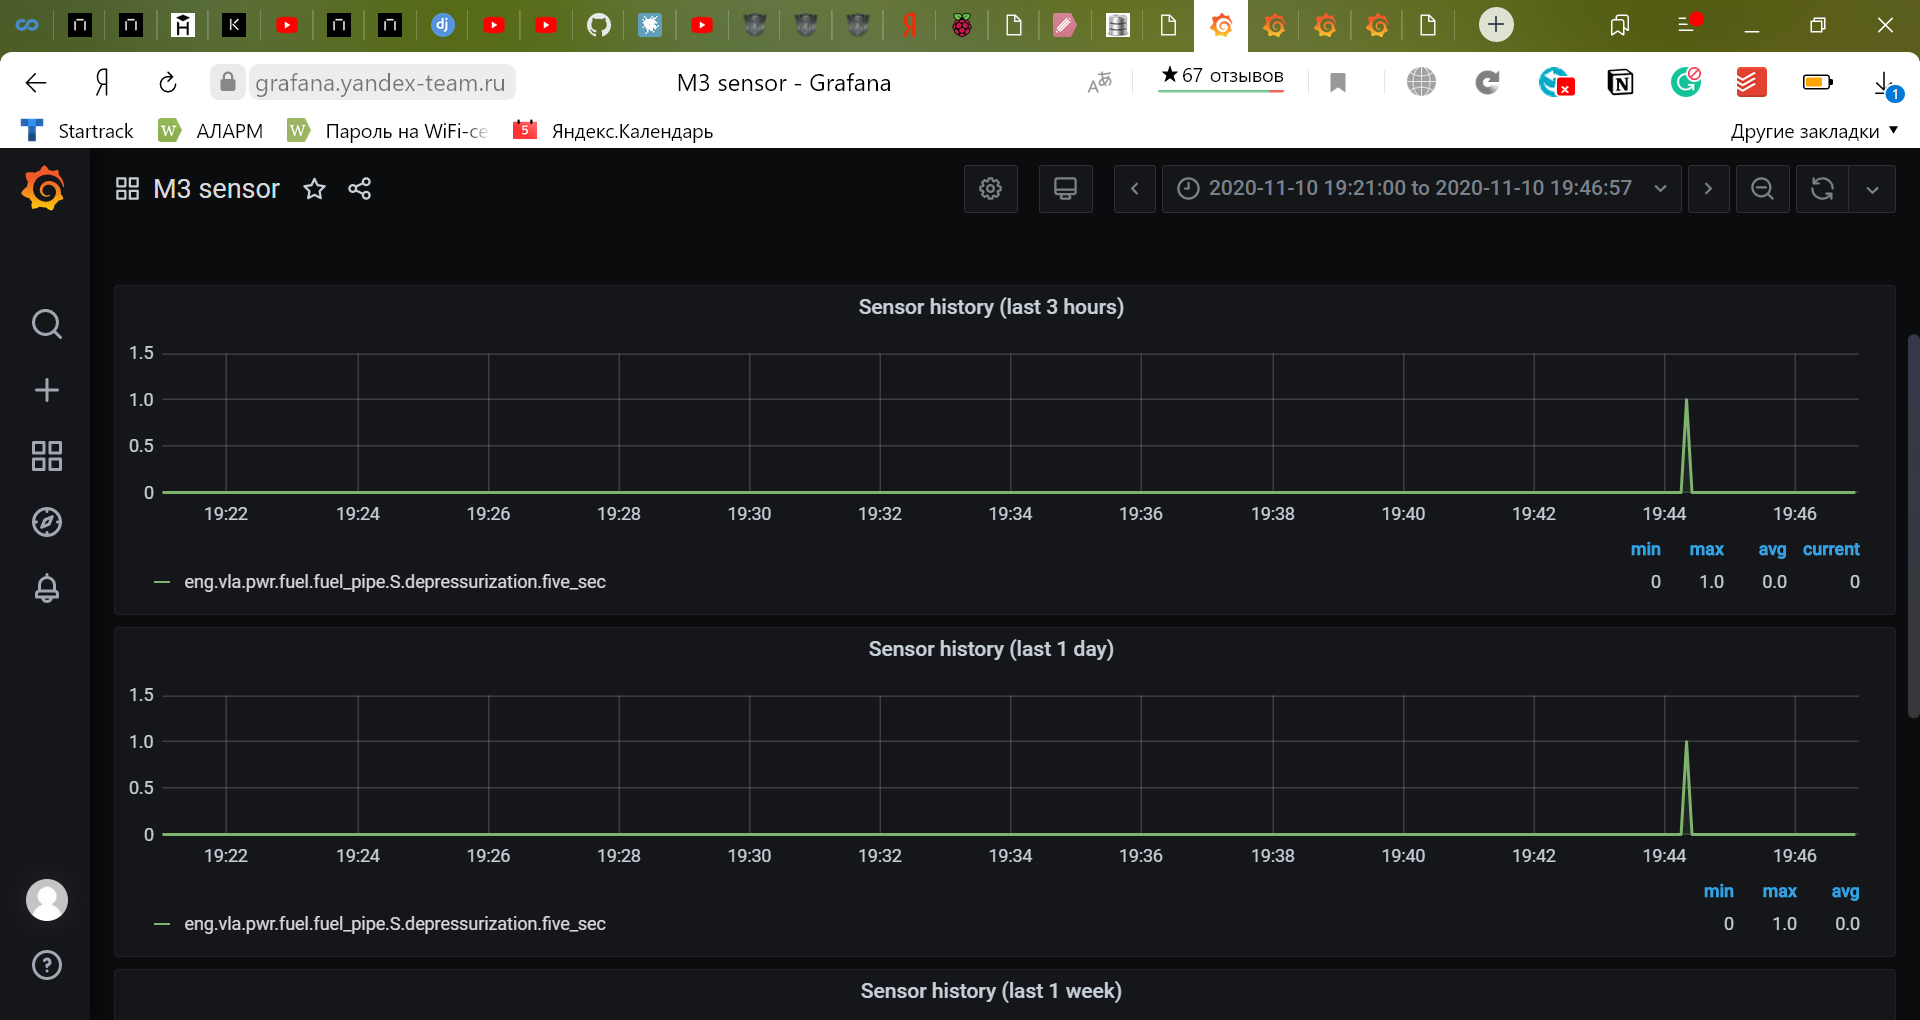 grafana.yandex-team.ru
M3 sensor - Grafana
★67 отзывов
1
Startrack
W АЛАРМ
W Пароль на WiFi-се
5 Яндекс.Календарь
Другие закладки
M3 sensor
2020-11-10 19:21:00 to 2020-11-10 19:46:57
Sensor history (last 3 hours)
1.5
1.0
0.5
0
19:22 19:24 19:26 19:28 19:30 19:32 19:34 19:36 19:38 19:40 19:42 19:44 19:46
min max avg current
eng.vla.pwr.fuel.fuel_pipe.S.depressurization.five_sec 0 1.0 0.0 0
Sensor history (last 1 day)
1.5
1.0
0.5
0
19:22 19:24 19:26 19:28 19:30 19:32 19:34 19:36 19:38 19:40 19:42 19:44 19:46
min max avg
eng.vla.pwr.fuel.fuel_pipe.S.depressurization.five_sec 0 1.0 0.0
Sensor history (last 1 week)